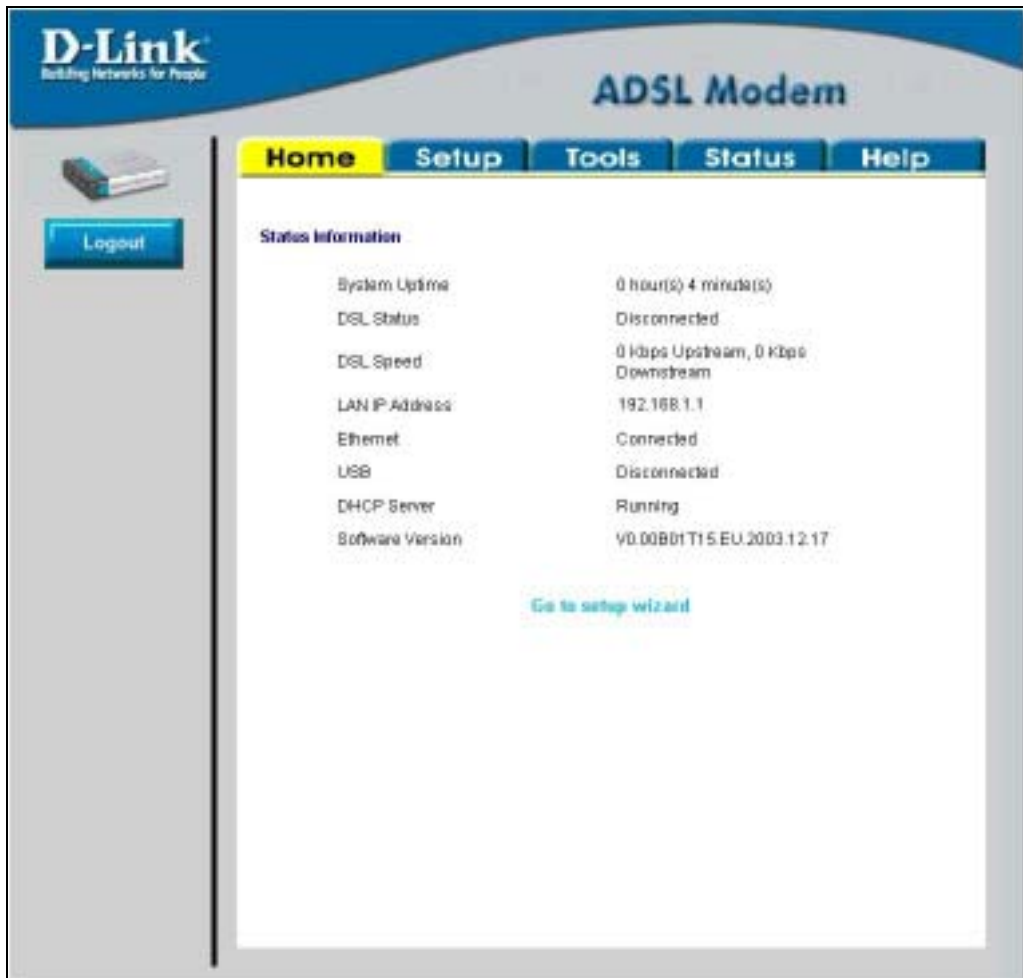 D-Link
Building Networks for People
ADSL Modem
Home Setup Tools Status Help
Logout
Status Information
System Uptime 0 hour(s) 4 minute(s)
DSL Status Disconnected
DSL Speed 0 Kbps Upstream, 0 Kbps
Downstream
LAN IP Address 192.168.1.1
Ethernet Connected
USB Disconnected
DHCP Server Running
Software Version V0.00B01T15.EU.2003.12.17
Go to setup wizard